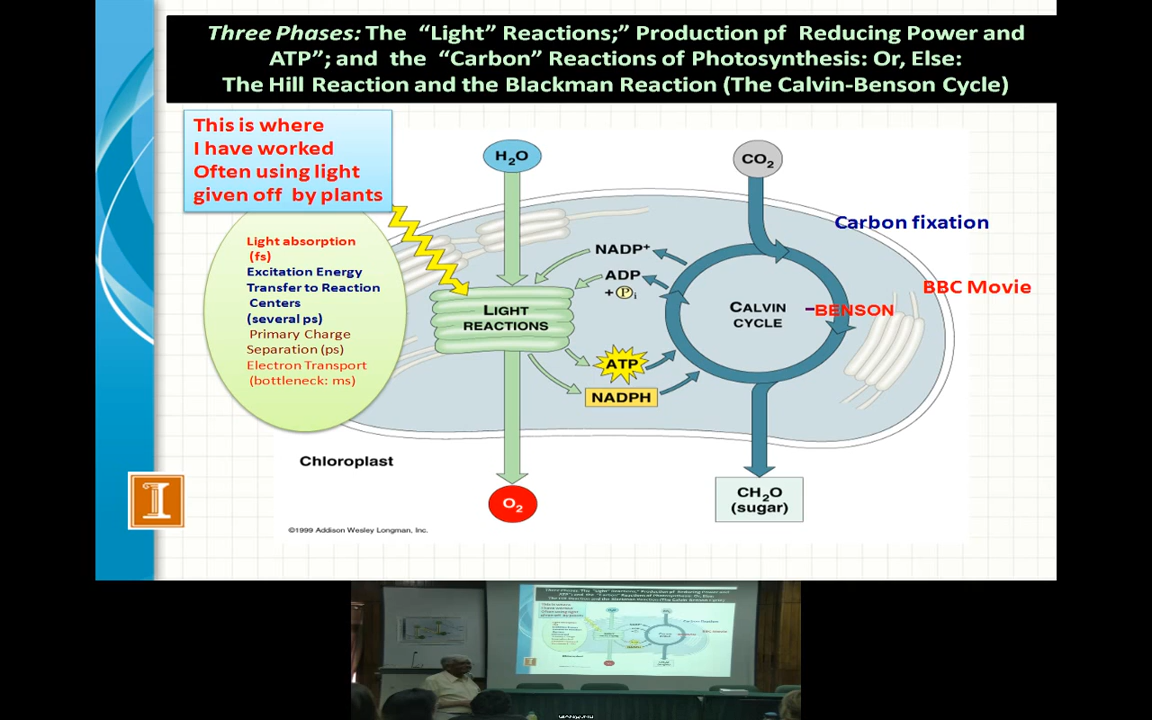 Three Phases: The “Light” Reactions;” Production pf Reducing Power and
ATP”; and the “Carbon” Reactions of Photosynthesis: Or, Else:
The Hill Reaction and the Blackman Reaction (The Calvin-Benson Cycle)
This is where
I have worked
Often using light
given off by plants
Light absorption
(fs)
Excitation Energy
Transfer to Reaction
Centers
(several ps)
Primary Charge
Separation (ps)
Electron Transport
(bottleneck: ms)
H₂O
CO₂
Carbon fixation
NADP⁺
ADP
+ Ⓟi
BBC Movie
LIGHT
REACTIONS
CALVIN
CYCLE
-BENSON
ATP
NADPH
Chloroplast
O₂
CH₂O
(sugar)
I
©1999 Addison Wesley Longman, Inc.